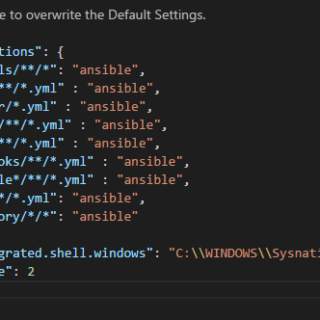 e to overwrite the Default Settings.
tions": {
ls/**/*": "ansible",
**/*.yml" : "ansible",
r/*.yml" : "ansible",
/**/*.yml" : "ansible",
**/*.yml" : "ansible",
oks/**/*.yml" : "ansible",
le*/**/*.yml" : "ansible",
*/*.yml": "ansible",
ory/*/*": "ansible"
grated.shell.windows": "C:\\WINDOWS\\Sysnati
e": 2